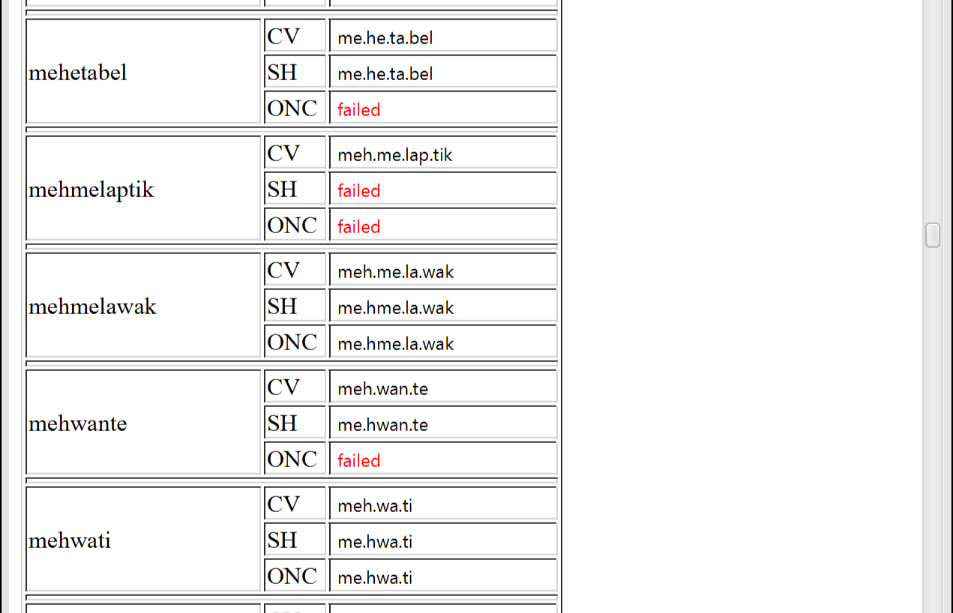 mehetabel
CV me.he.ta.bel
SH me.he.ta.bel
ONC failed
mehmelaptik
CV meh.me.lap.tik
SH failed
ONC failed
mehmelawak
CV meh.me.la.wak
SH me.hme.la.wak
ONC me.hme.la.wak
mehwante
CV meh.wan.te
SH me.hwan.te
ONC failed
mehwati
CV meh.wa.ti
SH me.hwa.ti
ONC me.hwa.ti